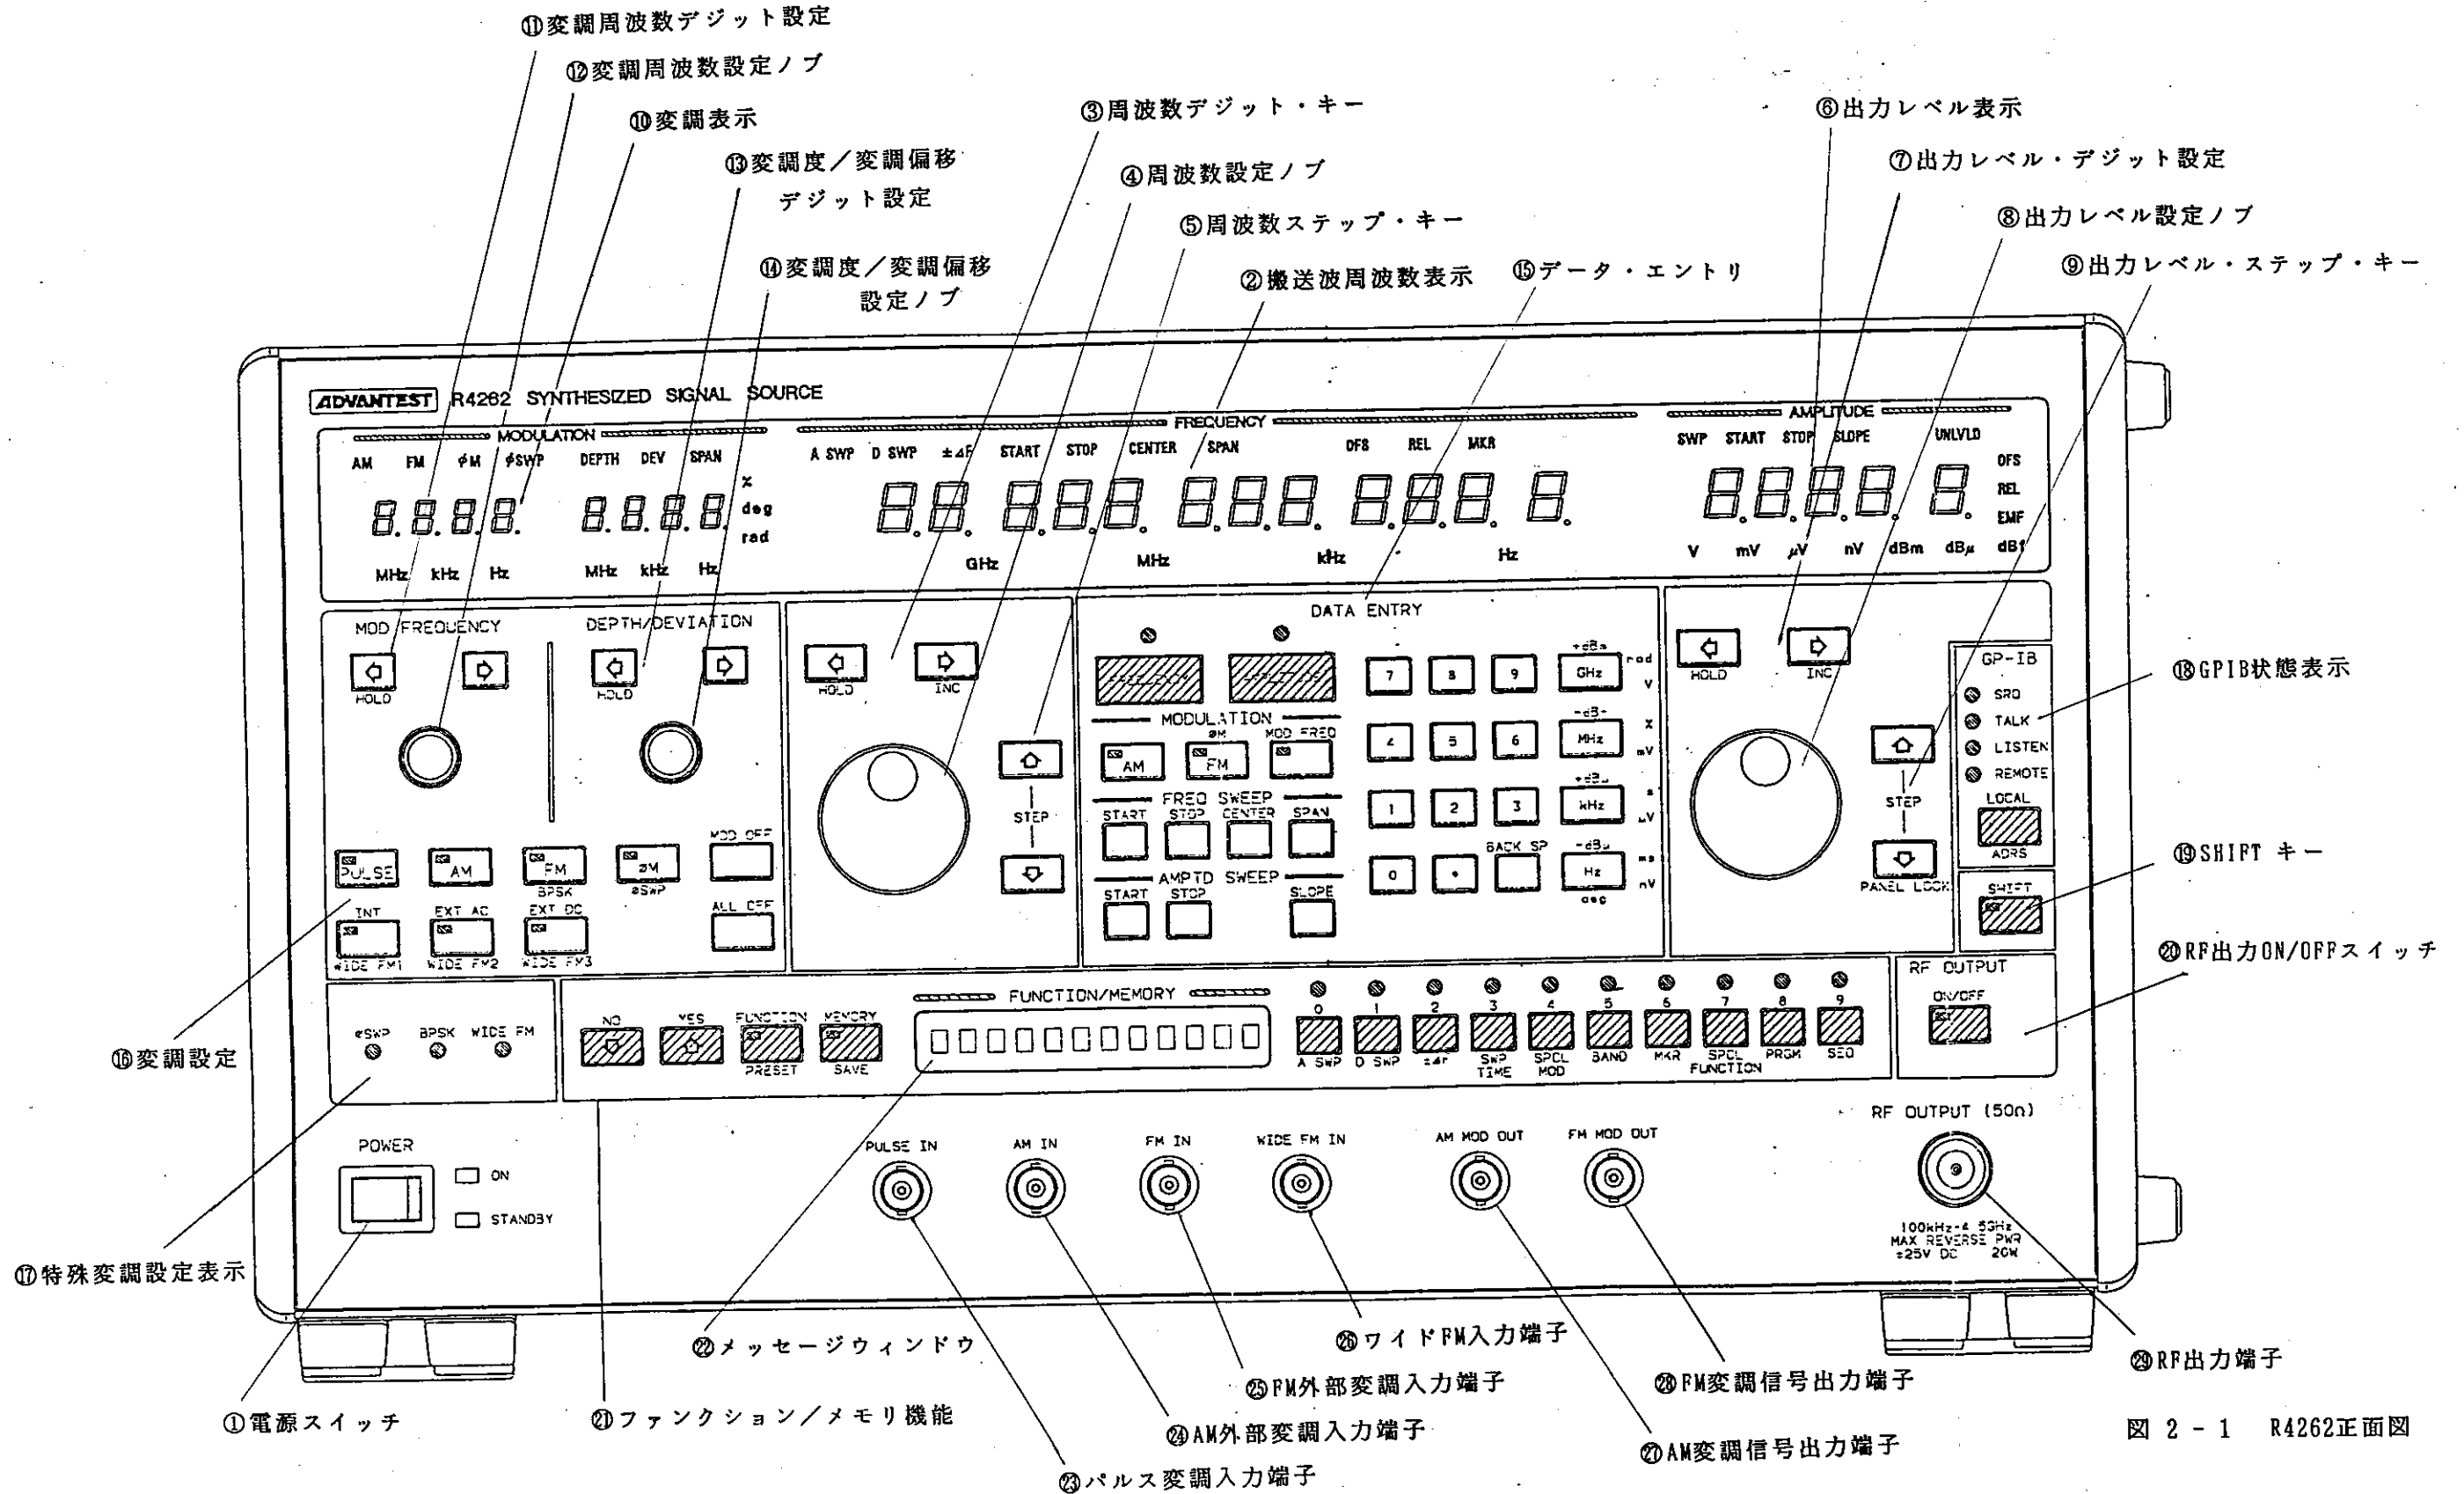 ⑪変調周波数デジット設定
⑫変調周波数設定ノブ
⑩変調表示
⑬変調度／変調偏移
デジット設定
⑭変調度／変調偏移
設定ノブ
③周波数デジット・キー
④周波数設定ノブ
⑤周波数ステップ・キー
②搬送波周波数表示
⑮データ・エントリ
⑥出力レベル表示
⑦出力レベル・デジット設定
⑧出力レベル設定ノブ
⑨出力レベル・ステップ・キー
ADVANTEST R4262 SYNTHESIZED SIGNAL SOURCE
MODULATION
AM FM φM φSWP DEPTH DEV SPAN
%
deg
rad
MHz kHz Hz MHz kHz Hz
FREQUENCY
A SWP D SWP ±ΔF START STOP CENTER SPAN OFS REL MKR
GHz MHz kHz Hz
AMPLITUDE
SWP START STOP SLOPE UNLVLD
OFS
REL
EMF
V mV μV nV dBm dBμ dBf
MOD FREQUENCY
HOLD
DEPTH/DEVIATION
HOLD
PULSE AM FM øM MOD OFF
BPSK øSWP
INT EXT AC EXT DC ALL OFF
WIDE FM1 WIDE FM2 WIDE FM3
HOLD INC
STEP
DATA ENTRY
MODULATION
øM MOD FREQ
AM FM
FREQ SWEEP
START STOP CENTER SPAN
AMPTD SWEEP
START STOP SLOPE
7 8 9 GHz rad
V
4 5 6 MHz %
mV
1 2 3 kHz
μV
BACK SP
0 • Hz ms
nV
HOLD INC
STEP
PANEL LOCK
GP-IB
SRQ
TALK
LISTEN
REMOTE
LOCAL
ADRS
SHIFT
⑱GPIB状態表示
⑲SHIFT キー
⑳RF出力ON/OFFスイッチ
RF OUTPUT
ON/OFF
⑯変調設定
øSWP BPSK WIDE FM
NO YES FUNCTION MEMORY
PRESET SAVE
FUNCTION/MEMORY
0 1 2 3 4 5 6 7 8 9
A SWP D SWP ±ΔF SWP TIME SPCL MOD BAND MKR SPCL FUNCTION PRGM SEQ
⑰特殊変調設定表示
POWER
ON
STANDBY
PULSE IN AM IN FM IN WIDE FM IN AM MOD OUT FM MOD OUT
RF OUTPUT (50Ω)
100kHz-4.5GHz
MAX REVERSE PWR
±25V DC 20W
①電源スイッチ
㉑ファンクション／メモリ機能
㉒メッセージウィンドウ
㉓パルス変調入力端子
㉔AM外部変調入力端子
㉕FM外部変調入力端子
㉖ワイドFM入力端子
㉗AM変調信号出力端子
㉘FM変調信号出力端子
㉙RF出力端子
図 2 - 1 R4262正面図